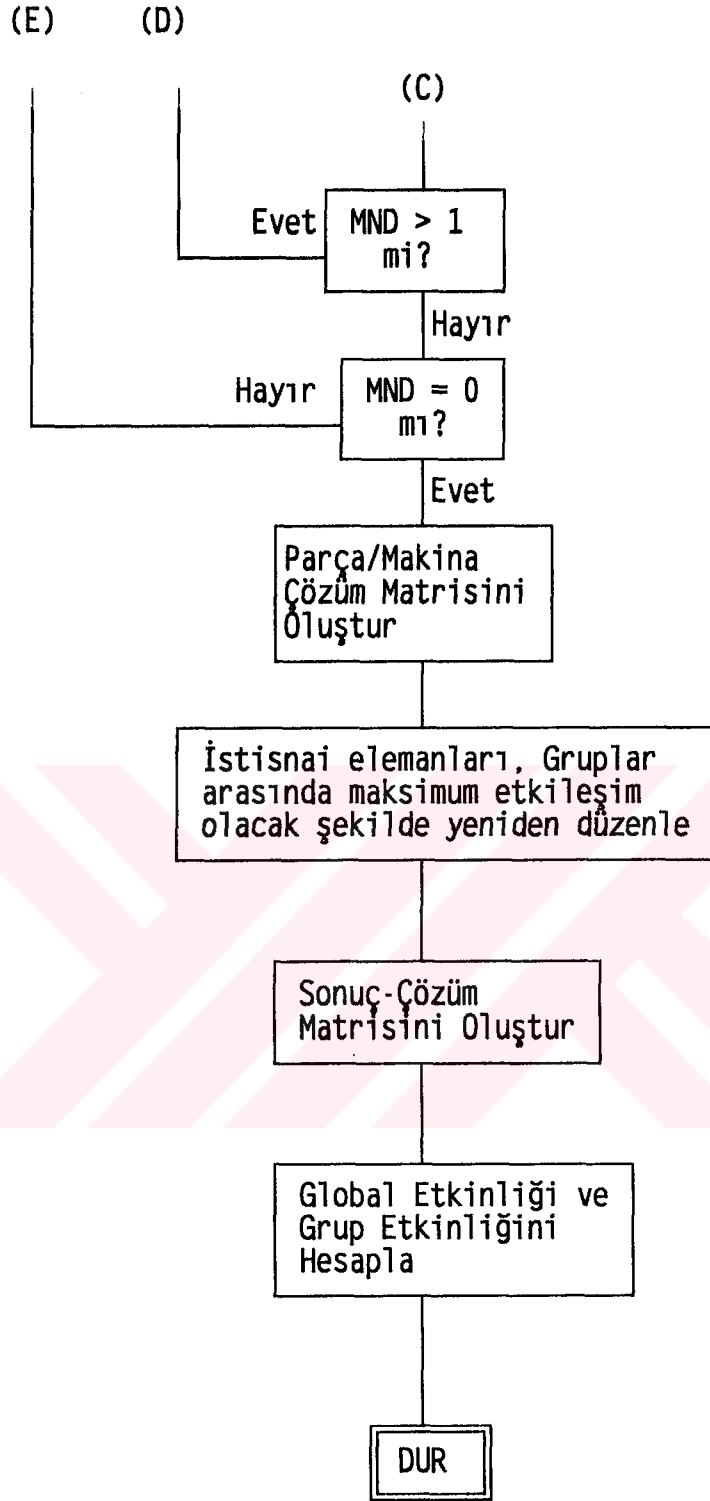 (E) (D)
(C)
Evet
MND > 1
mi?
Hayır
Hayır
MND = 0
mı?
Evet
Parça/Makina
Çözüm Matrisini
Oluştur
İstisnai elemanları, Gruplar
arasında maksimum etkileşim
olacak şekilde yeniden düzenle
Sonuç-Çözüm
Matrisini Oluştur
Global Etkinliği ve
Grup Etkinliğini
Hesapla
DUR